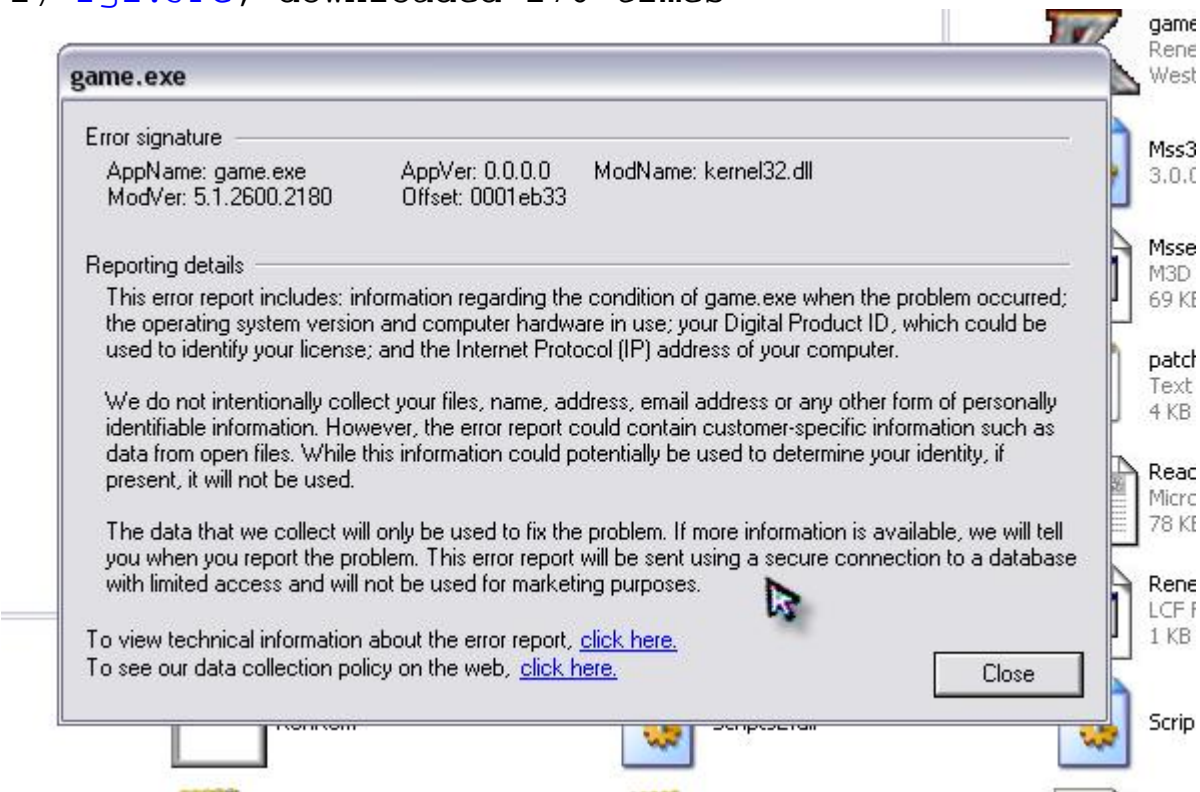 game.exe
Error signature
AppName: game.exe AppVer: 0.0.0.0 ModName: kernel32.dll
ModVer: 5.1.2600.2180 Offset: 0001eb33
Reporting details
This error report includes: information regarding the condition of game.exe when the problem occurred;
the operating system version and computer hardware in use; your Digital Product ID, which could be
used to identify your license; and the Internet Protocol (IP) address of your computer.
We do not intentionally collect your files, name, address, email address or any other form of personally
identifiable information. However, the error report could contain customer-specific information such as
data from open files. While this information could potentially be used to determine your identity, if
present, it will not be used.
The data that we collect will only be used to fix the problem. If more information is available, we will tell
you when you report the problem. This error report will be sent using a secure connection to a database
with limited access and will not be used for marketing purposes.
To view technical information about the error report, click here.
To see our data collection policy on the web, click here.
Close
game
Rene
West
Mss3
3.0.0
Msse
M3D
69 KB
patch
Text
4 KB
Read
Micro
78 KB
Rene
LCF F
1 KB
Scrip